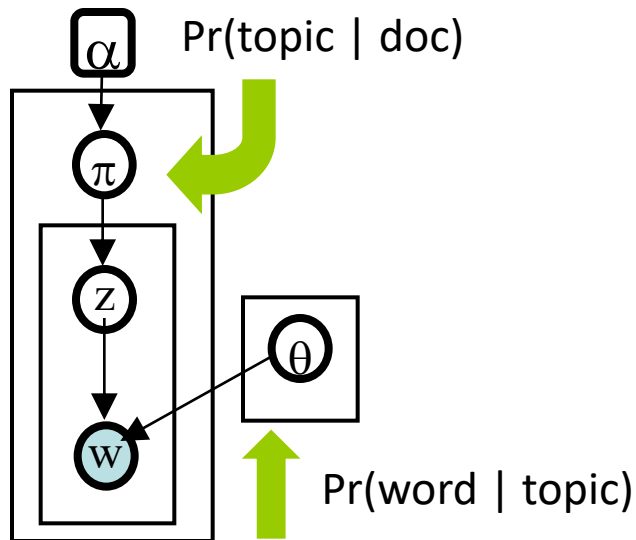 α
Pr(topic | doc)
π
z
θ
w
Pr(word | topic)